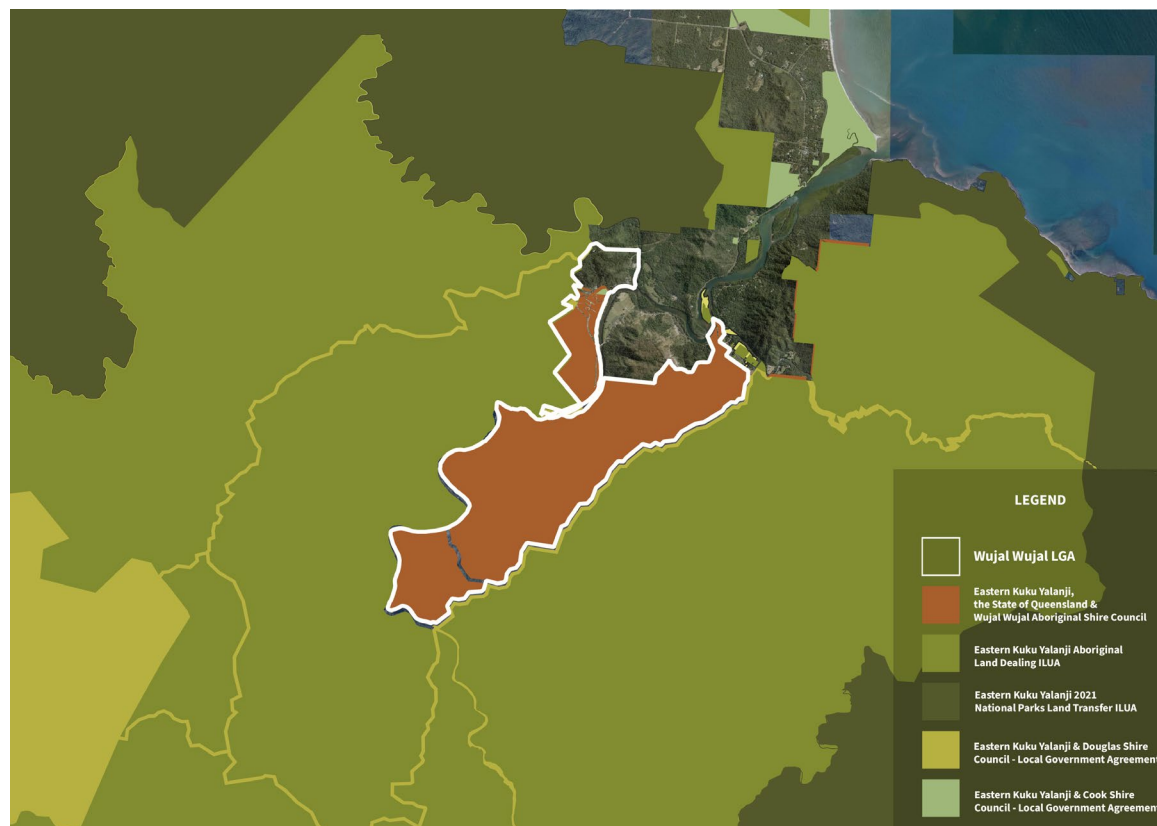 LEGEND
Wujal Wujal LGA
Eastern Kuku Yalanji,
the State of Queensland &
Wujal Wujal Aboriginal Shire Council
Eastern Kuku Yalanji Aboriginal
Land Dealing ILUA
Eastern Kuku Yalanji 2021
National Parks Land Transfer ILUA
Eastern Kuku Yalanji & Douglas Shire
Council - Local Government Agreement
Eastern Kuku Yalanji & Cook Shire
Council - Local Government Agreement